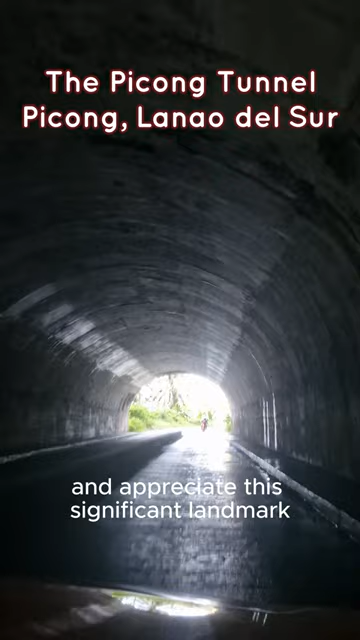 The Picong Tunnel
Picong, Lanao del Sur
and appreciate this
significant landmark